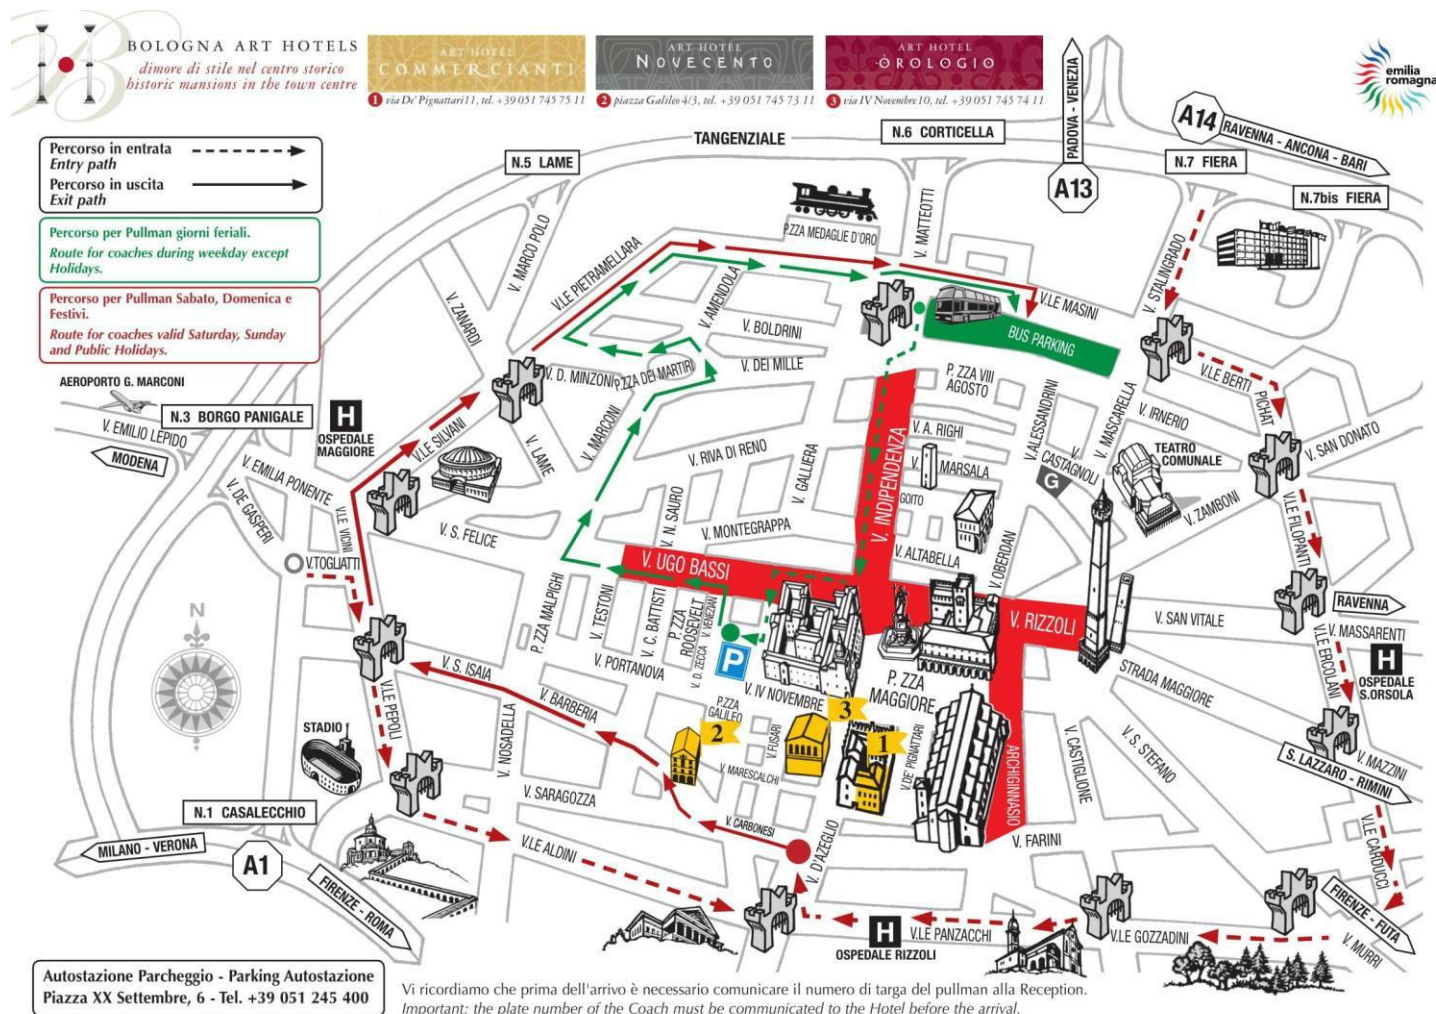 BOLOGNA ART HOTELS
dimore di stile nel centro storico
historic mansions in the town centre
ART HOTEL
COMMERCIANTI
1 via De' Pignattari 11, tel. +39 051 745 75 11
ART HOTEL
NOVECENTO
2 piazza Galileo 4/3, tel. +39 051 745 73 11
ART HOTEL
OROLOGIO
3 via IV Novembre 10, tel. +39 051 745 74 11
emilia
romagna
Percorso in entrata
Entry path
Percorso in uscita
Exit path
Percorso per Pullman giorni feriali.
Route for coaches during weekday except
Holidays.
Percorso per Pullman Sabato, Domenica e
Festivi.
Route for coaches valid Saturday, Sunday
and Public Holidays.
TANGENZIALE
N.6 CORTICELLA
N.5 LAME
PADOVA - VENEZIA
A13
A14
RAVENNA - ANCONA - BARI
N.7 FIERA
N.7bis FIERA
V. MARCO POLO
V. ZANARDI
V.LE PIETRAMELLARA
P.ZZA MEDAGLIE D'ORO
V. MATTEOTTI
V. STALINGRADO
V.LE MASINI
BUS PARKING
V. AMENDOLA
V. BOLDRINI
V. DEI MILLE
V. D. MINZONI
P.ZZA DEI MARTIRI
P. ZZA VIII
AGOSTO
V.LE BERTI
PICHAT
V. IRNERIO
V. MASCARELLA
V. ALESSANDRINI
V. SAN DONATO
AEROPORTO G. MARCONI
N.3 BORGO PANIGALE
V. EMILIO LEPIDO
MODENA
H
OSPEDALE
MAGGIORE
V.LE SILVANI
V. LAME
V. MARCONI
V. RIVA DI RENO
V. GALLIERA
V. INDIPENDENZA
V. A. RIGHI
V. MARSALA
GOITO
V. CASTAGNOLI
G
TEATRO
COMUNALE
V. ZAMBONI
V.LE FILOPANTI
V. EMILIA PONENTE
V. DE GASPERI
V.LE VICINI
V. S. FELICE
V. N. SAURO
V. MONTEGRAPPA
V. ALTABELLA
V. OBERDAN
V.TOGLIATTI
V. UGO BASSI
V. RIZZOLI
V. SAN VITALE
RAVENNA
V. MASSARENTI
N
P.ZZA MALPIGHI
V. TESTONI
V. C. BATTISTI
P. ZZA
ROOSEVELT
V. VENEZIAN
V. D. ZECCA
P
V. PORTANOVA
V. S. ISAIA
V. BARBERIA
V. IV NOVEMBRE
P. ZZA
MAGGIORE
STRADA MAGGIORE
V.LE ERCOLANI
H
OSPEDALE
S.ORSOLA
V.LE PEPOLI
V. NOSADELLA
P.ZZA
GALILEO
2
V. FUSARI
3
1
V.DE' PIGNATTARI
ARCHIGINNASIO
V. CASTIGLIONE
V. S. STEFANO
V. MAZZINI
S. LAZZARO - RIMINI
STADIO
V. MARESCALCHI
V. SARAGOZZA
V. CARBONESI
V. D'AZEGLIO
V. FARINI
V.LE CARDUCCI
N.1 CASALECCHIO
MILANO - VERONA
A1
FIRENZE - ROMA
V.LE ALDINI
H
OSPEDALE RIZZOLI
V.LE PANZACCHI
V.LE GOZZADINI
V. MURRI
FIRENZE - FUTA
Autostazione Parcheggio - Parking Autostazione
Piazza XX Settembre, 6 - Tel. +39 051 245 400
Vi ricordiamo che prima dell'arrivo è necessario comunicare il numero di targa del pullman alla Reception.
Important: the plate number of the Coach must be communicated to the Hotel before the arrival.